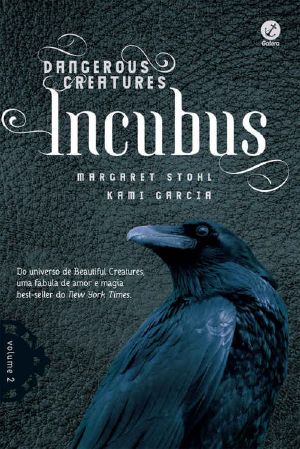 Galera
DANGEROUS
CREATURES
Incubus
MARGARET STOHL
KAMI GARCIA
Do universo de Beautiful Creatures,
uma fábula de amor e magia
best-seller do New York Times.
volume 2